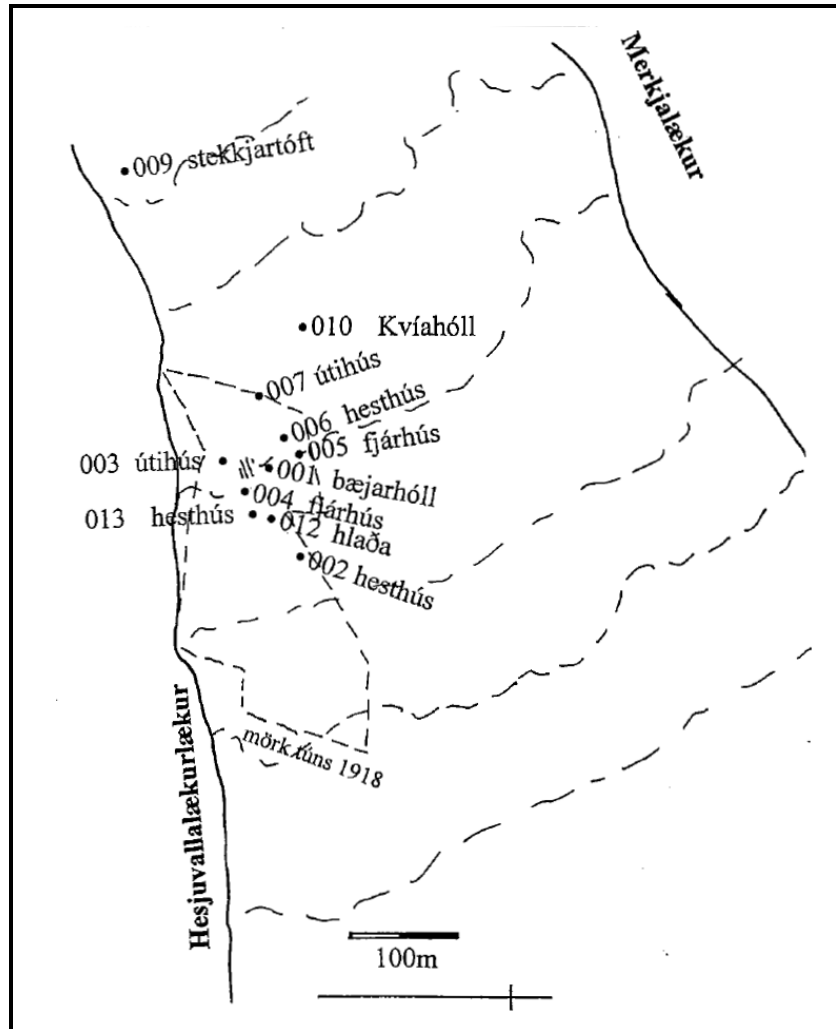 Merkjalækur
009 stekkjartóft
010 Kvíahóll
007 útihús
006 hesthús
005 fjárhús
003 útihús
001 bæjarhóll
004 fjárhús
013 hesthús
012 hlaða
002 hesthús
mörk túns 1918
Hesjuvallalækurlækur
100m